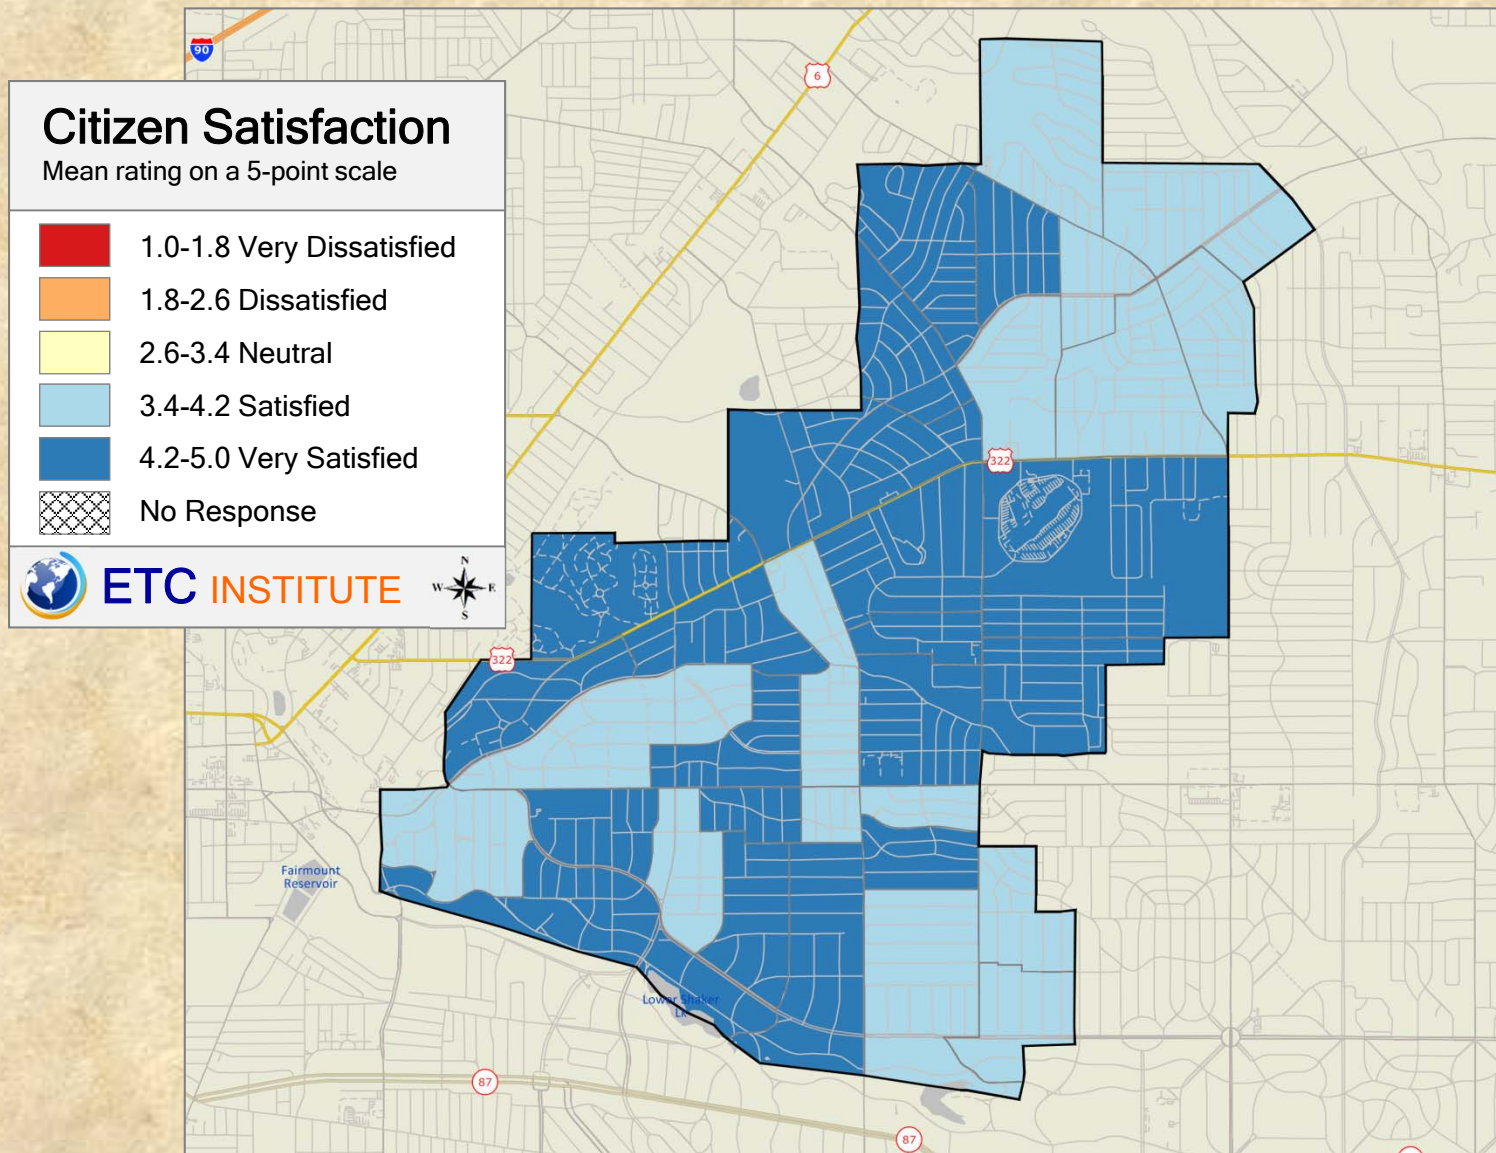 90
6
Citizen Satisfaction
Mean rating on a 5-point scale
1.0-1.8 Very Dissatisfied
1.8-2.6 Dissatisfied
2.6-3.4 Neutral
3.4-4.2 Satisfied
4.2-5.0 Very Satisfied
No Response
ETC INSTITUTE
N
W E
S
322
322
Fairmount
Reservoir
Lower Shaker
Lk
87
87